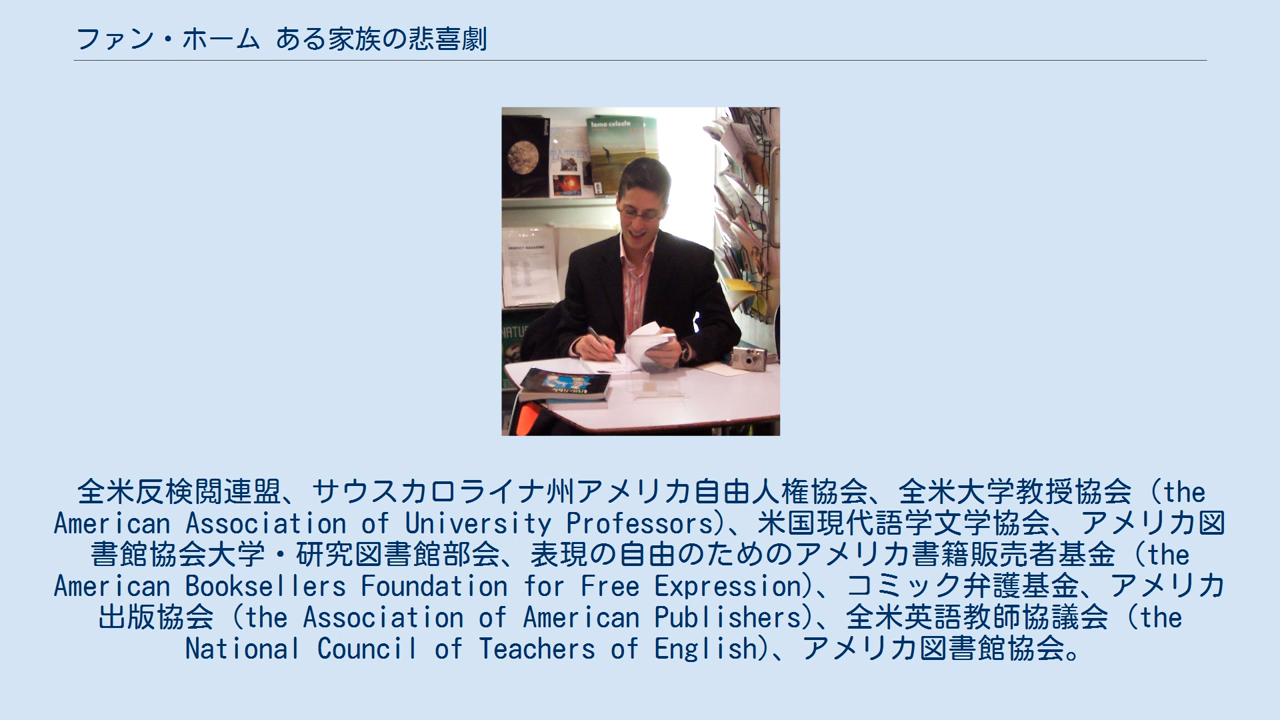 ファン・ホーム ある家族の悲喜劇
tema celeste
全米反検閲連盟、サウスカロライナ州アメリカ自由人権協会、全米大学教授協会（the
American Association of University Professors）、米国現代語学文学協会、アメリカ図
書館協会大学・研究図書館部会、表現の自由のためのアメリカ書籍販売者基金（the
American Booksellers Foundation for Free Expression）、コミック弁護基金、アメリカ
出版協会（the Association of American Publishers）、全米英語教師協議会（the
National Council of Teachers of English）、アメリカ図書館協会。